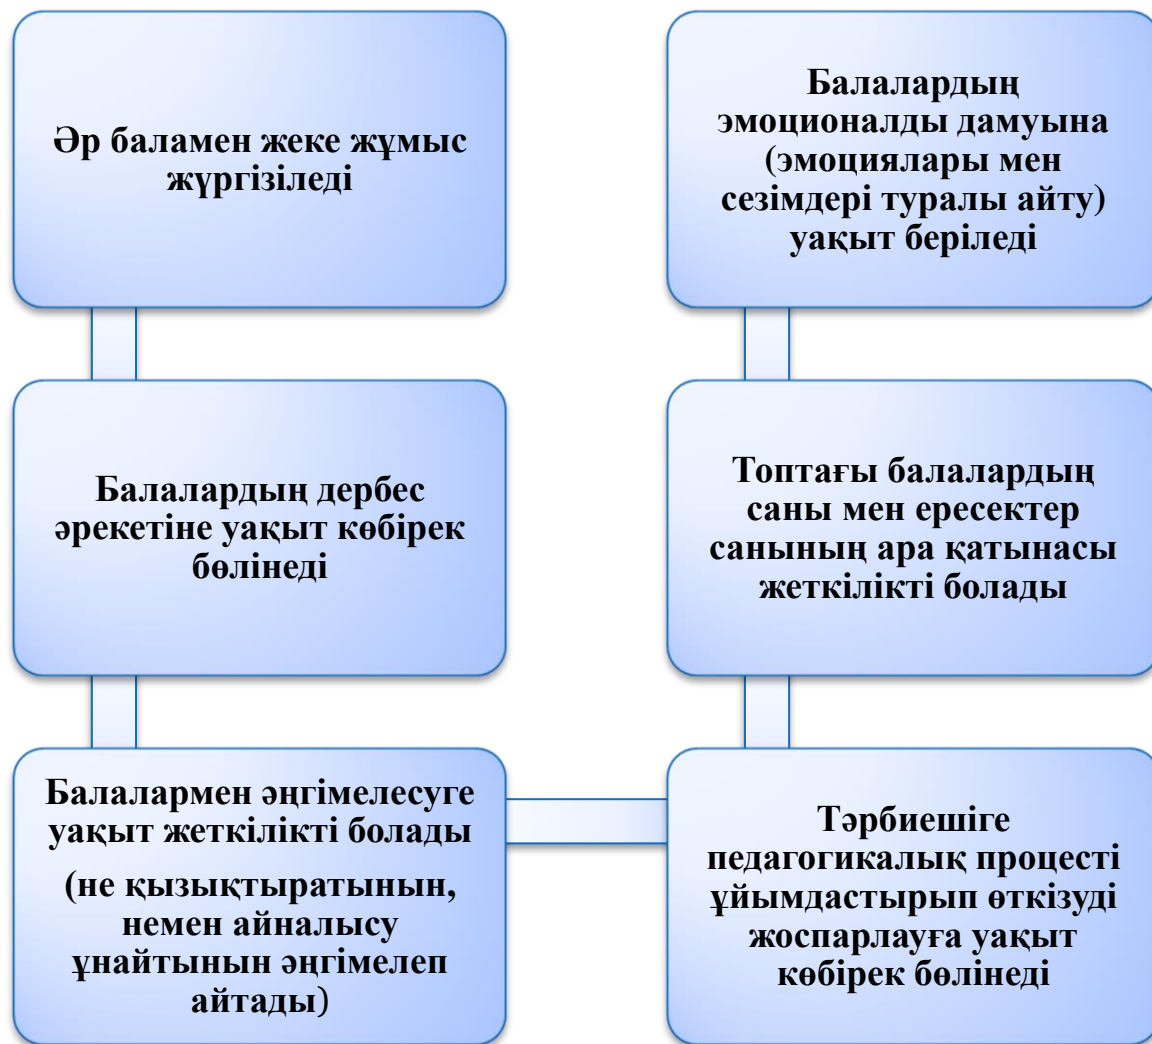 Әр баламен жеке жұмыс
жүргізіледі
Балалардың дербес
әрекетіне уақыт көбірек
бөлінеді
Балалармен әңгімелесуге
уақыт жеткілікті болады
(не қызықтыратынын,
немен айналысу
ұнайтынын әңгімелеп
айтады)
Тәрбиешіге
педагогикалық процесті
ұйымдастырып өткізуді
жоспарлауға уақыт
көбірек бөлінеді
Топтағы балалардың
саны мен ересектер
санының ара қатынасы
жеткілікті болады
Балалардың
эмоционалды дамуына
(эмоциялары мен
сезімдері туралы айту)
уақыт беріледі